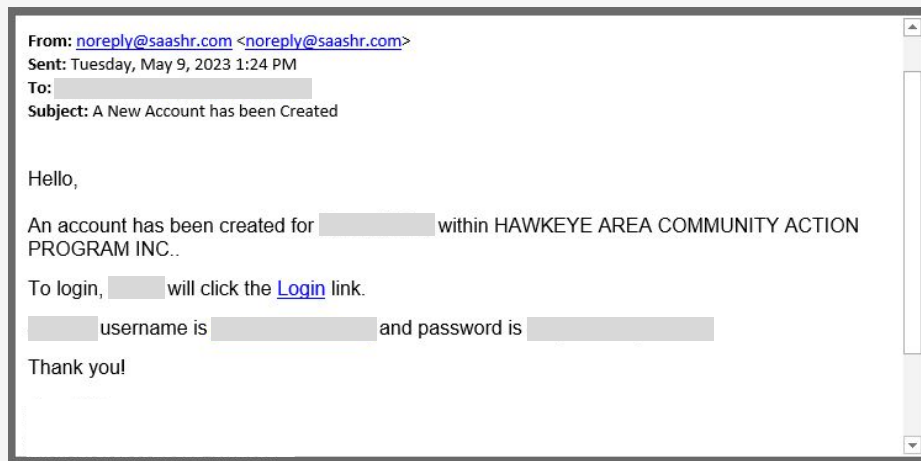 From: noreply@saashr.com <noreply@saashr.com>
Sent: Tuesday, May 9, 2023 1:24 PM
To:
Subject: A New Account has been Created
Hello,
An account has been created for within HAWKEYE AREA COMMUNITY ACTION
PROGRAM INC..
To login, will click the Login link.
username is and password is
Thank you!